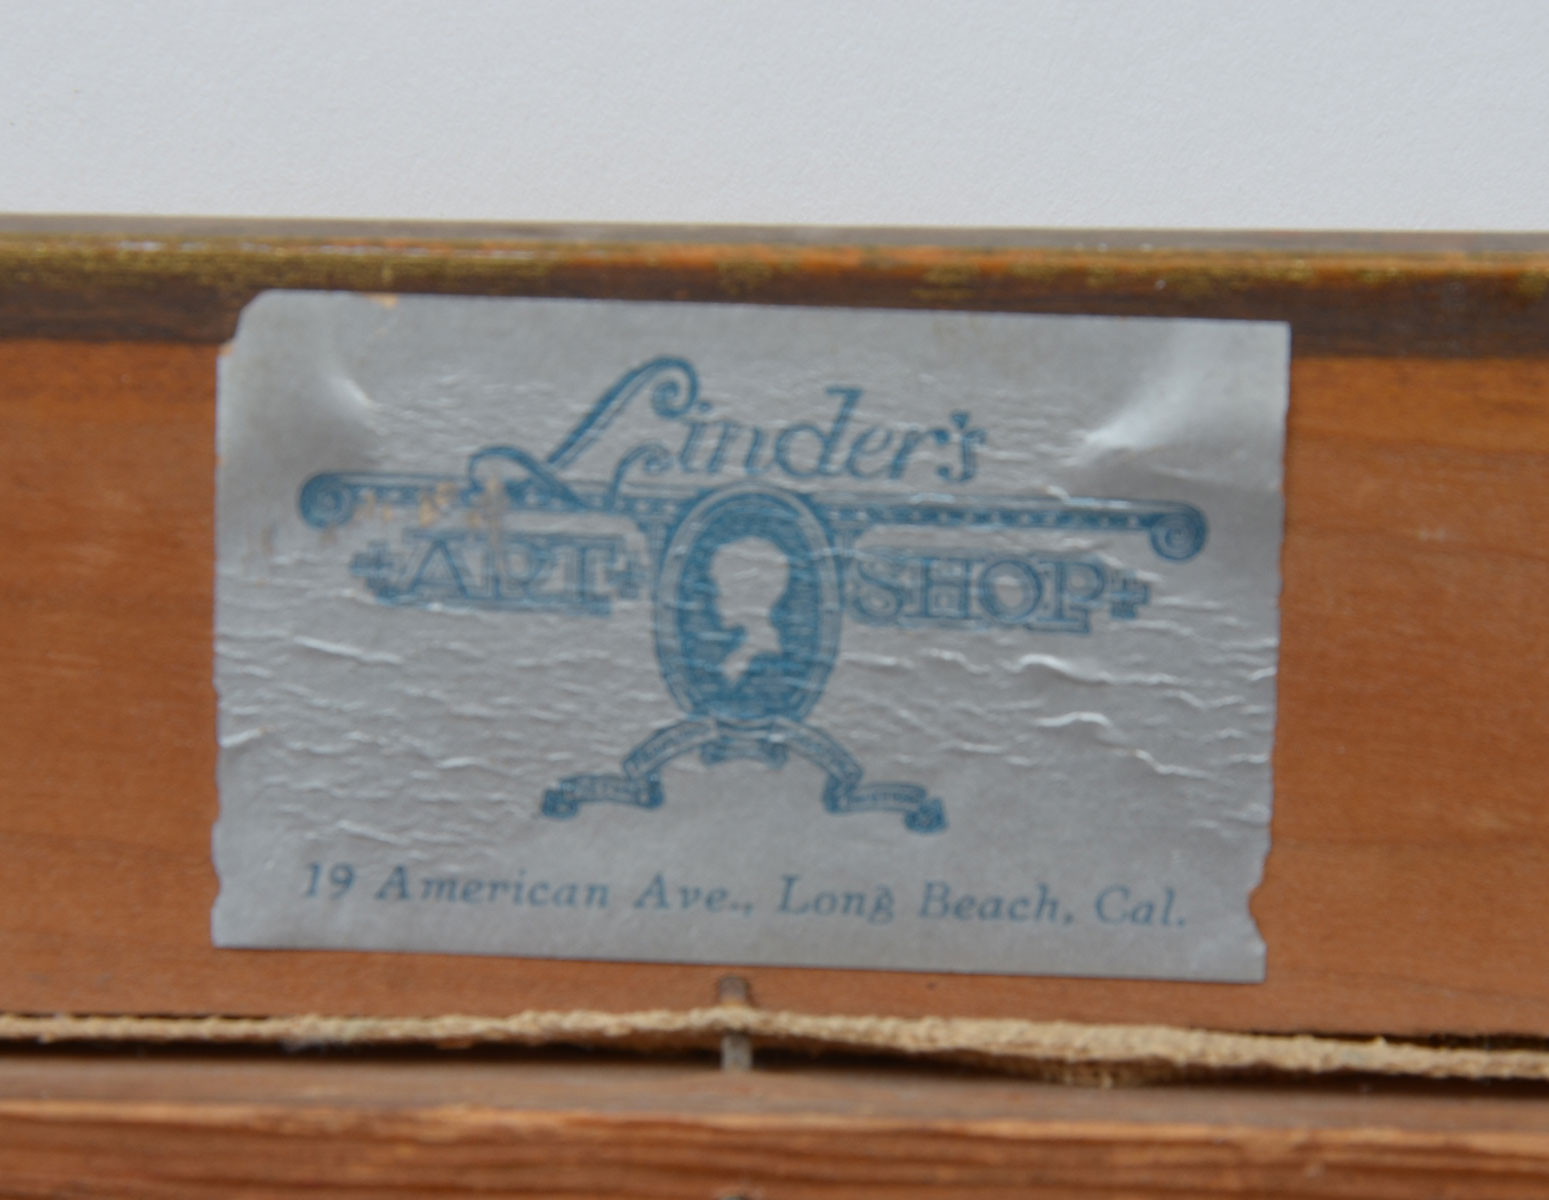 Linder's
ART SHOP
19 American Ave., Long Beach, Cal.